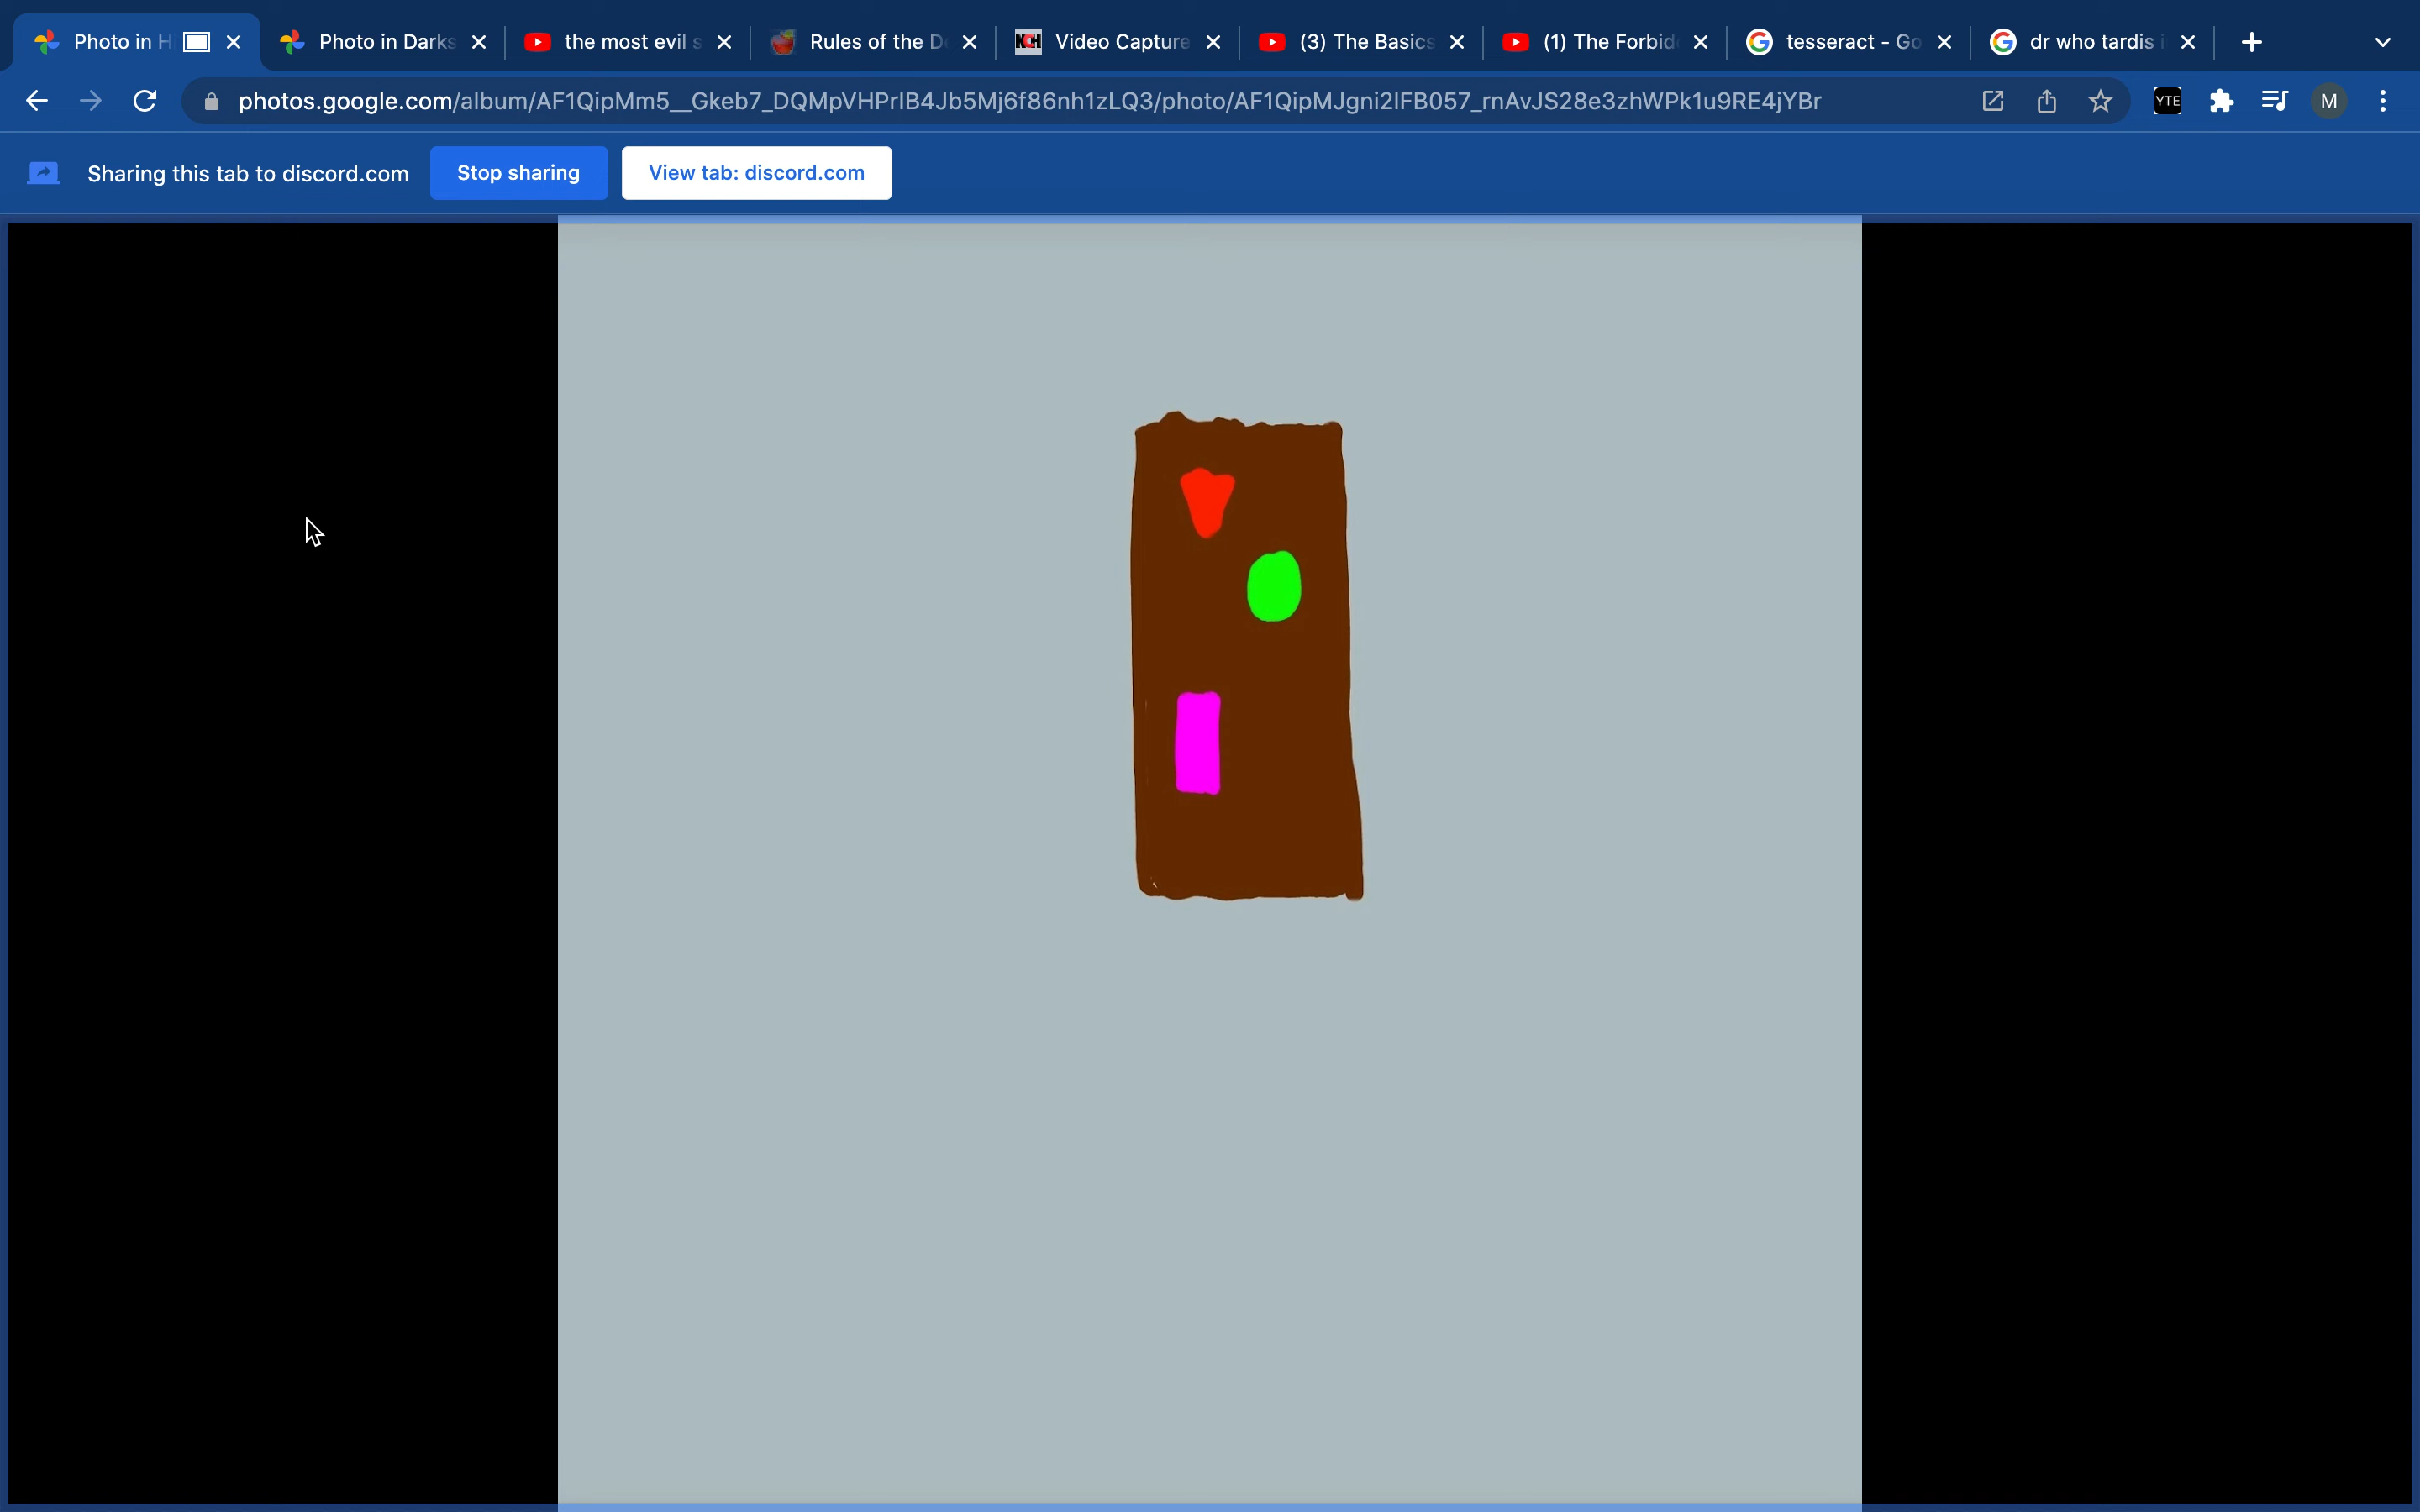 Photo in H
Photo in Darks
the most evil s
Rules of the D
NCH
Video Capture
(3) The Basics
(1) The Forbid
tesseract - Go
dr who tardis i
photos.google.com/album/AF1QipMm5__Gkeb7_DQMpVHPrIB4Jb5Mj6f86nh1zLQ3/photo/AF1QipMJgni2lFB057_rnAvJS28e3zhWPk1u9RE4jYBr
YTE
M
Sharing this tab to discord.com
Stop sharing
View tab: discord.com